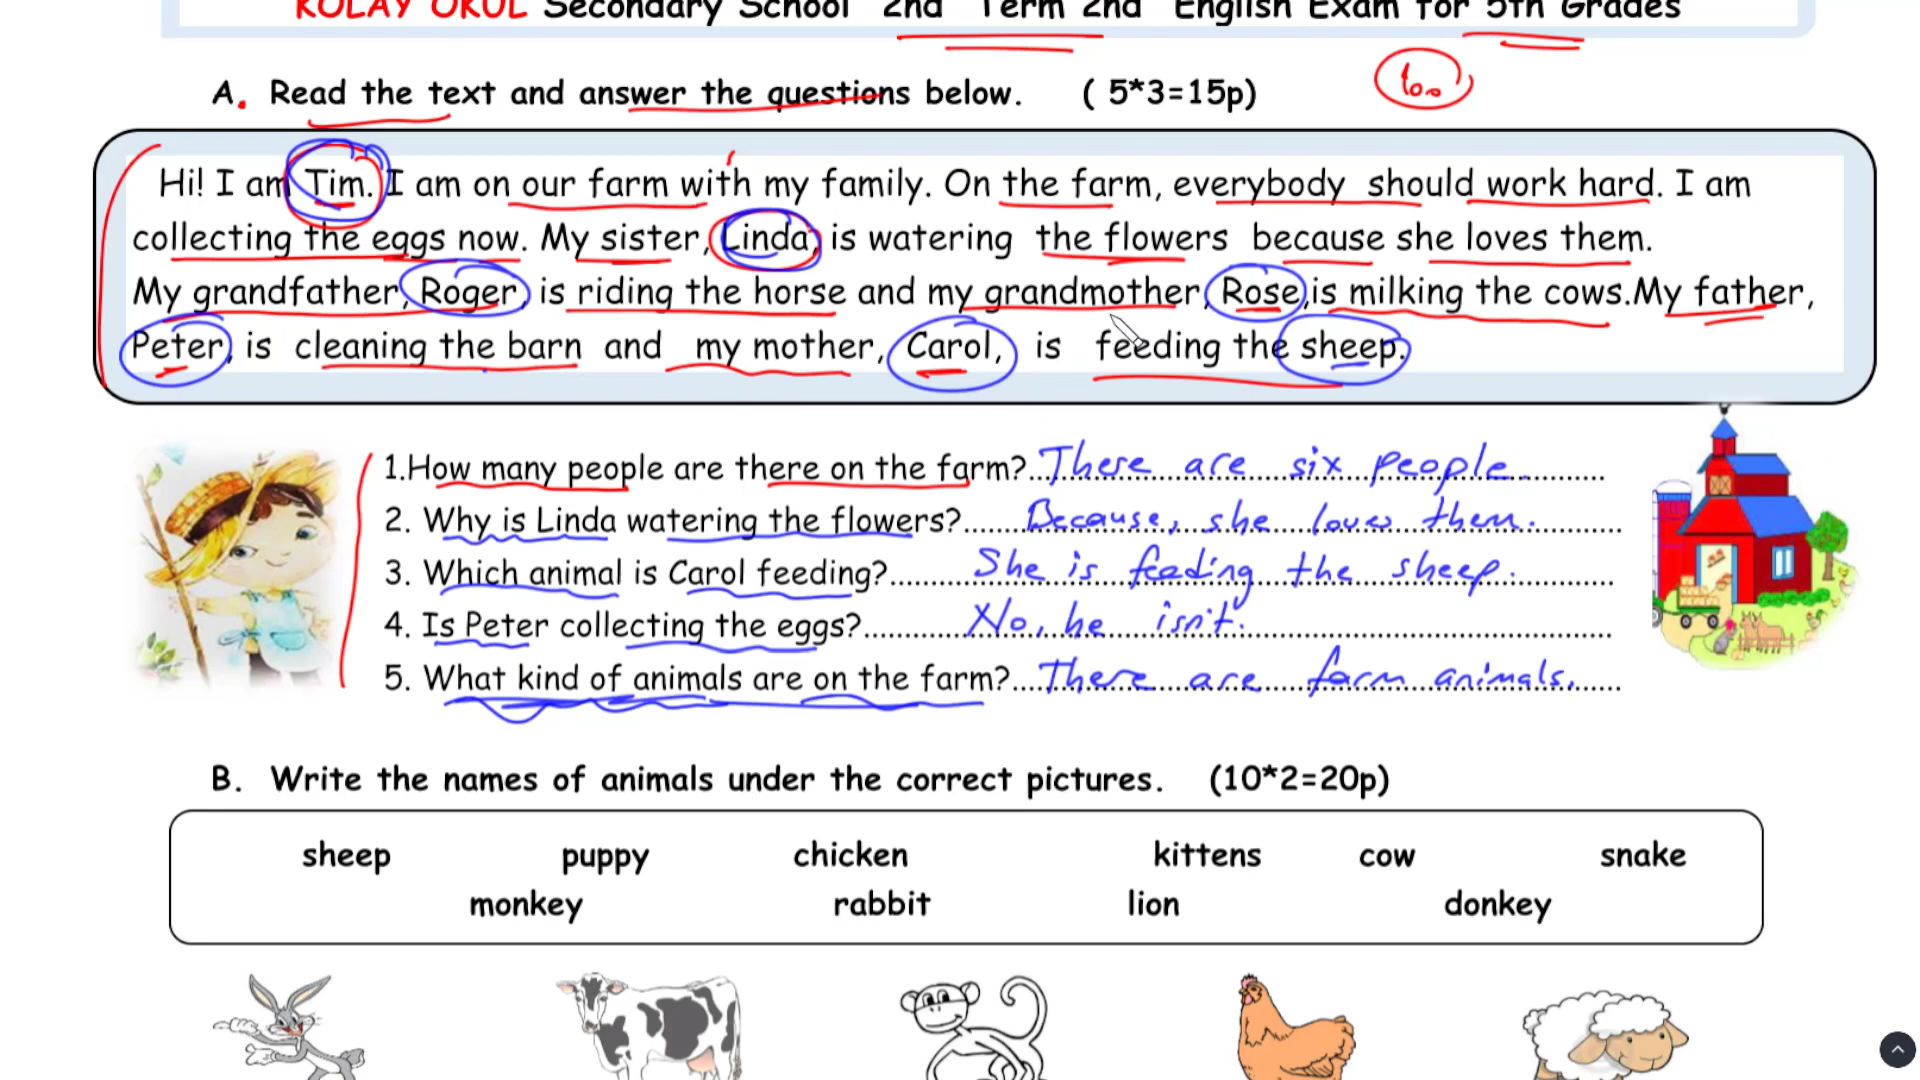 KOLAY OKUL Secondary School 2nd Term 2nd English Exam for 5th Grades
A. Read the text and answer the questions below. ( 5*3=15p)
Hi! I am Tim. I am on our farm with my family. On the farm, everybody should work hard. I am
collecting the eggs now. My sister, Linda, is watering the flowers because she loves them.
My grandfather, Roger, is riding the horse and my grandmother, Rose,is milking the cows.My father,
Peter, is cleaning the barn and my mother, Carol, is feeding the sheep.
1.How many people are there on the farm?..There are six people.
2. Why is Linda watering the flowers?......Because, she loves them.
3. Which animal is Carol feeding?.........She is feeding the sheep.
4. Is Peter collecting the eggs?............No, he isn't.
5. What kind of animals are on the farm?...There are farm animals.
B. Write the names of animals under the correct pictures. (10*2=20p)
sheep puppy chicken kittens cow snake
monkey rabbit lion donkey